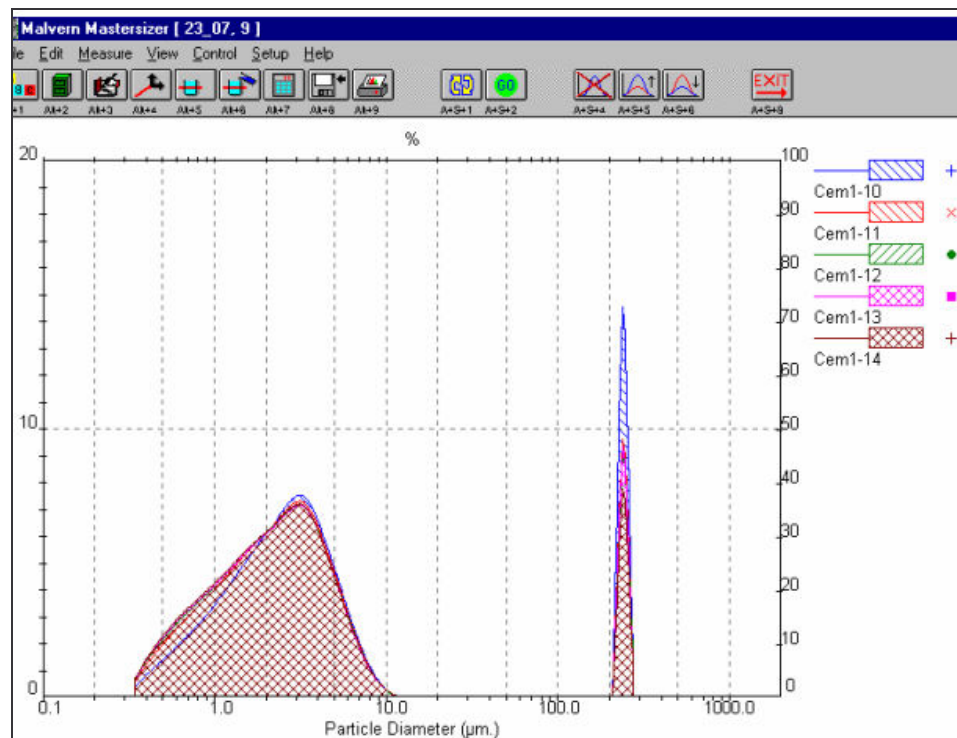 Malvern Mastersizer [ 23_07, 9 ]
Edit Measure View Control Setup Help
GO EXIT
Alt+2 Alt+3 Alt+4 Alt+5 Alt+6 Alt+7 Alt+8 Alt+9 A+S+1 A+S+2 A+S+4 A+S+5 A+S+6 A+S+8
%
20 100
90
80
70
60
10 50
40
30
20
10
0 0
0.1 1.0 10.0 100.0 1000.0
Particle Diameter (µm.)
Cem1-10
Cem1-11
Cem1-12
Cem1-13
Cem1-14